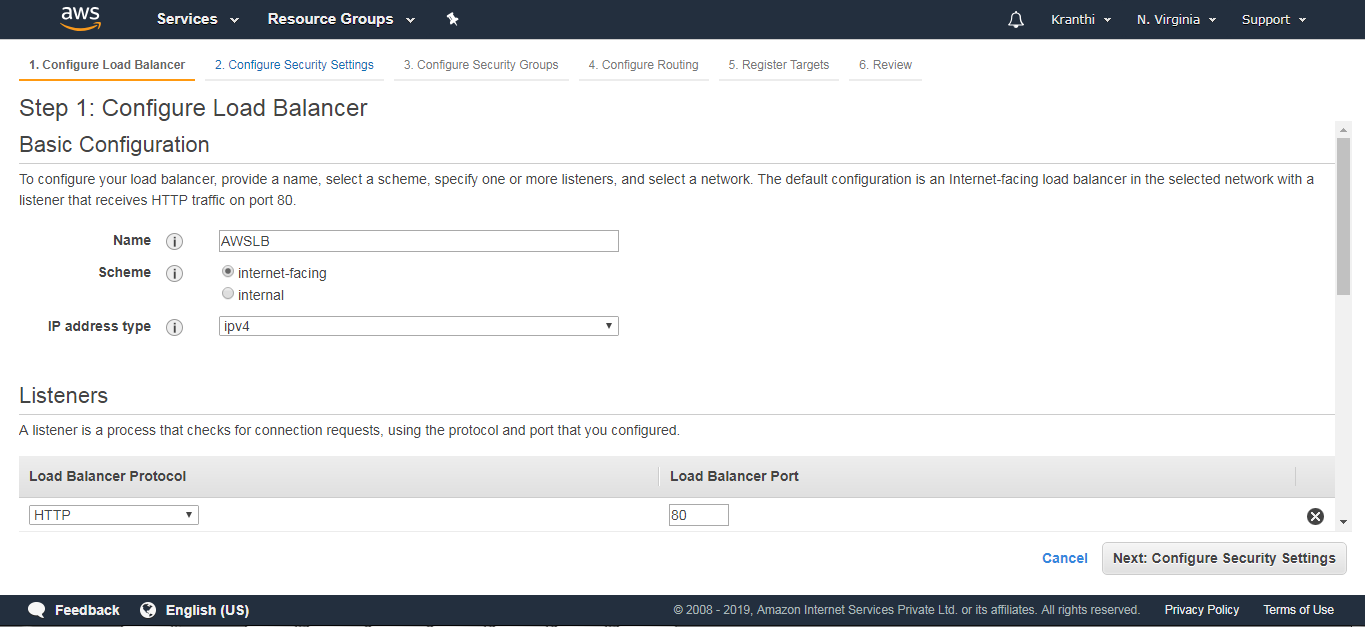 aws Services Resource Groups Kranthi N. Virginia Support
1. Configure Load Balancer 2. Configure Security Settings 3. Configure Security Groups 4. Configure Routing 5. Register Targets 6. Review
Step 1: Configure Load Balancer
Basic Configuration
To configure your load balancer, provide a name, select a scheme, specify one or more listeners, and select a network. The default configuration is an Internet-facing load balancer in the selected network with a
listener that receives HTTP traffic on port 80.
Name i AWSLB
Scheme i internet-facing
internal
IP address type i ipv4
Listeners
A listener is a process that checks for connection requests, using the protocol and port that you configured.
Load Balancer Protocol Load Balancer Port
HTTP 80
Cancel Next: Configure Security Settings
Feedback English (US) © 2008 - 2019, Amazon Internet Services Private Ltd. or its affiliates. All rights reserved. Privacy Policy Terms of Use